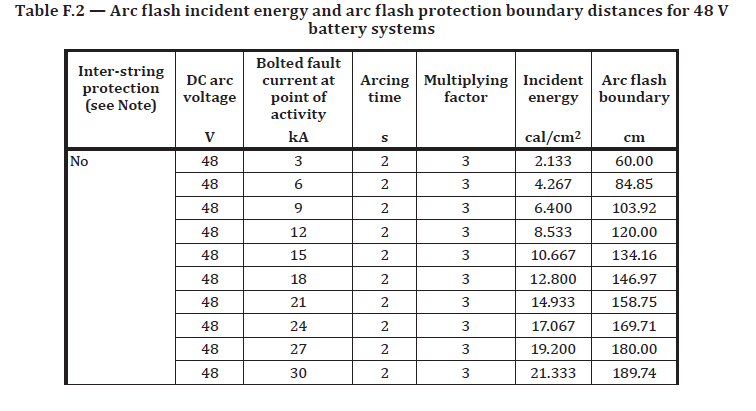 Table F.2 — Arc flash incident energy and arc flash protection boundary distances for 48 V
battery systems
Inter-string protection (see Note) | DC arc voltage | Bolted fault current at point of activity | Arcing time | Multiplying factor | Incident energy | Arc flash boundary
V | kA | s | cal/cm² | cm
No | 48 | 3 | 2 | 3 | 2.133 | 60.00
48 | 6 | 2 | 3 | 4.267 | 84.85
48 | 9 | 2 | 3 | 6.400 | 103.92
48 | 12 | 2 | 3 | 8.533 | 120.00
48 | 15 | 2 | 3 | 10.667 | 134.16
48 | 18 | 2 | 3 | 12.800 | 146.97
48 | 21 | 2 | 3 | 14.933 | 158.75
48 | 24 | 2 | 3 | 17.067 | 169.71
48 | 27 | 2 | 3 | 19.200 | 180.00
48 | 30 | 2 | 3 | 21.333 | 189.74